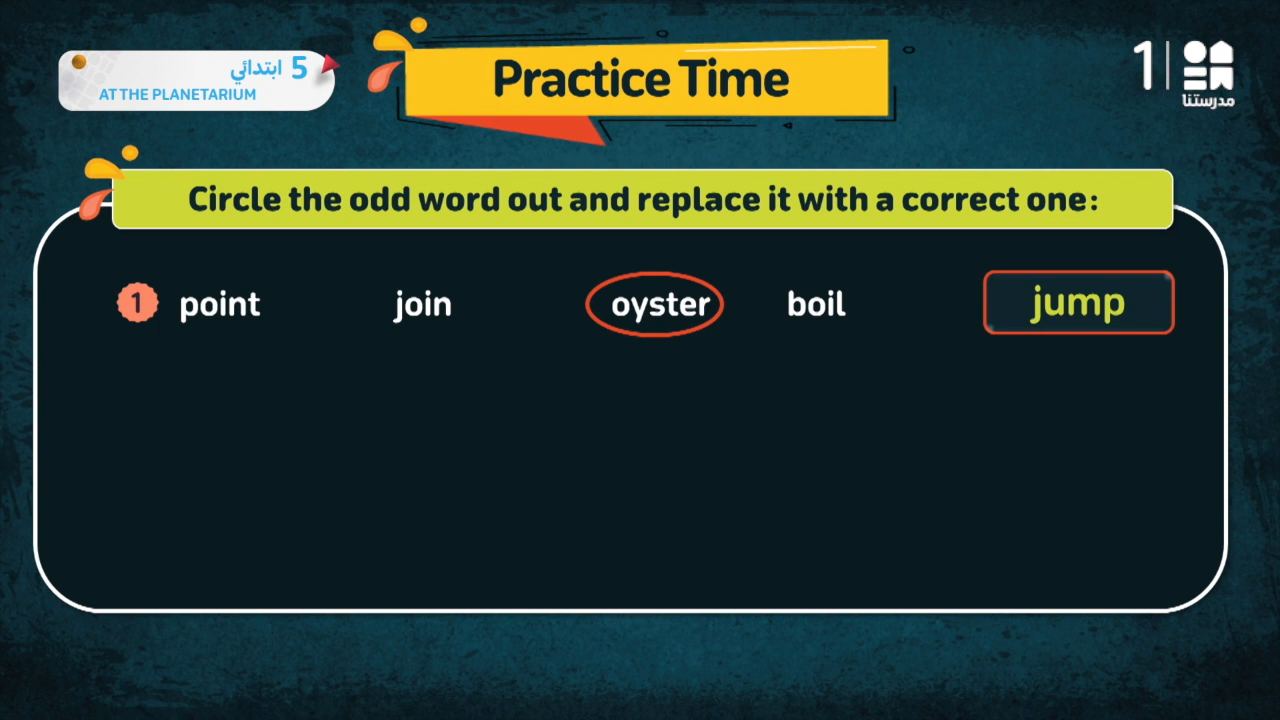 5 ابتدائي
AT THE PLANETARIUM
Practice Time
1
مدرستنا
Circle the odd word out and replace it with a correct one:
1 point join oyster boil jump